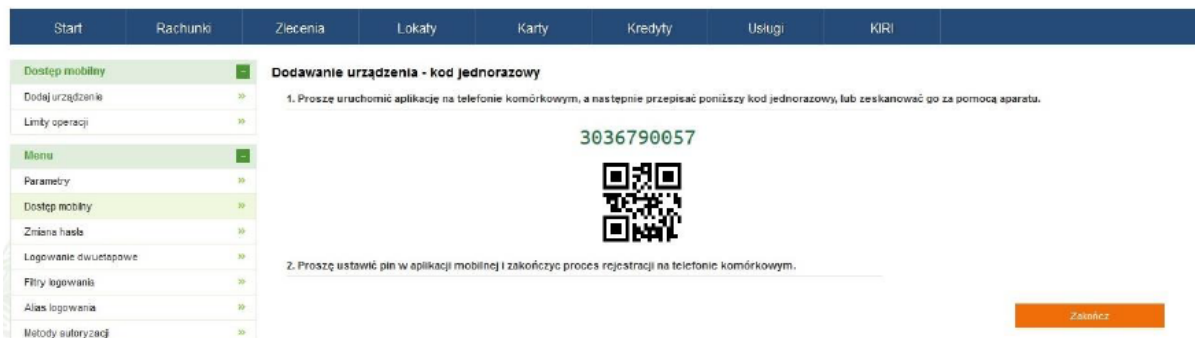 Start Rachunki Zlecenia Lokaty Karty Kredyty Usługi KIRI
Dostęp mobilny
Dodaj urządzenie
Limity operacji
Menu
Parametry
Dostęp mobilny
Zmiana hasła
Logowanie dwuetapowe
Filtry logowania
Alias logowania
Metody autoryzacji
Dodawanie urządzenia - kod jednorazowy
1. Proszę uruchomić aplikację na telefonie komórkowym, a następnie przepisać poniższy kod jednorazowy, lub zeskanować go za pomocą aparatu.
3036790057
2. Proszę ustawić pin w aplikacji mobilnej i zakończyc proces rejestracji na telefonie komórkowym.
Zakończ